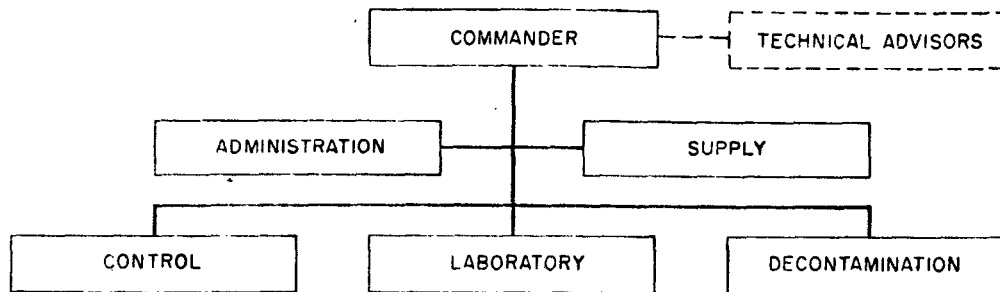 COMMANDER
TECHNICAL ADVISORS
ADMINISTRATION
SUPPLY
CONTROL
LABORATORY
DECONTAMINATION